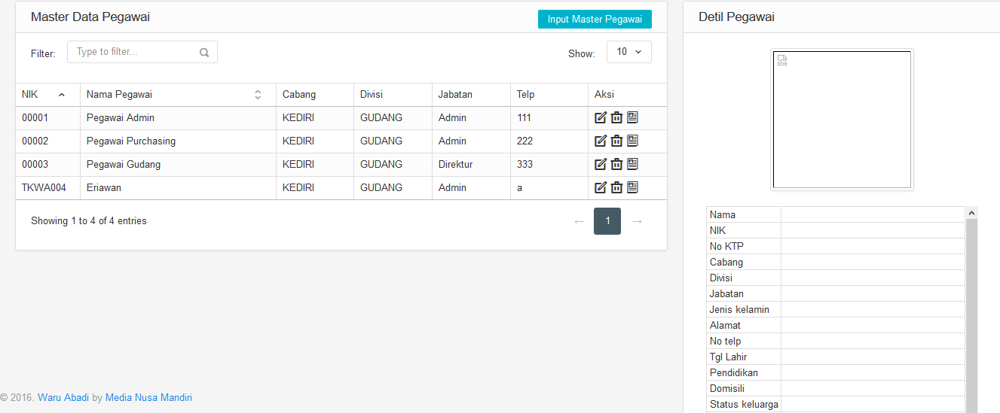 Master Data Pegawai
Input Master Pegawai
Filter: Type to filter...
Show: 10
NIK Nama Pegawai Cabang Divisi Jabatan Telp Aksi
00001 Pegawai Admin KEDIRI GUDANG Admin 111
00002 Pegawai Purchasing KEDIRI GUDANG Admin 222
00003 Pegawai Gudang KEDIRI GUDANG Direktur 333
TKWA004 Eriawan KEDIRI GUDANG Admin a
Showing 1 to 4 of 4 entries
← 1 →
Detil Pegawai
Nama
NIK
No KTP
Cabang
Divisi
Jabatan
Jenis kelamin
Alamat
No telp
Tgl Lahir
Pendidikan
Domisili
Status keluarga
© 2016. Waru Abadi by Media Nusa Mandiri